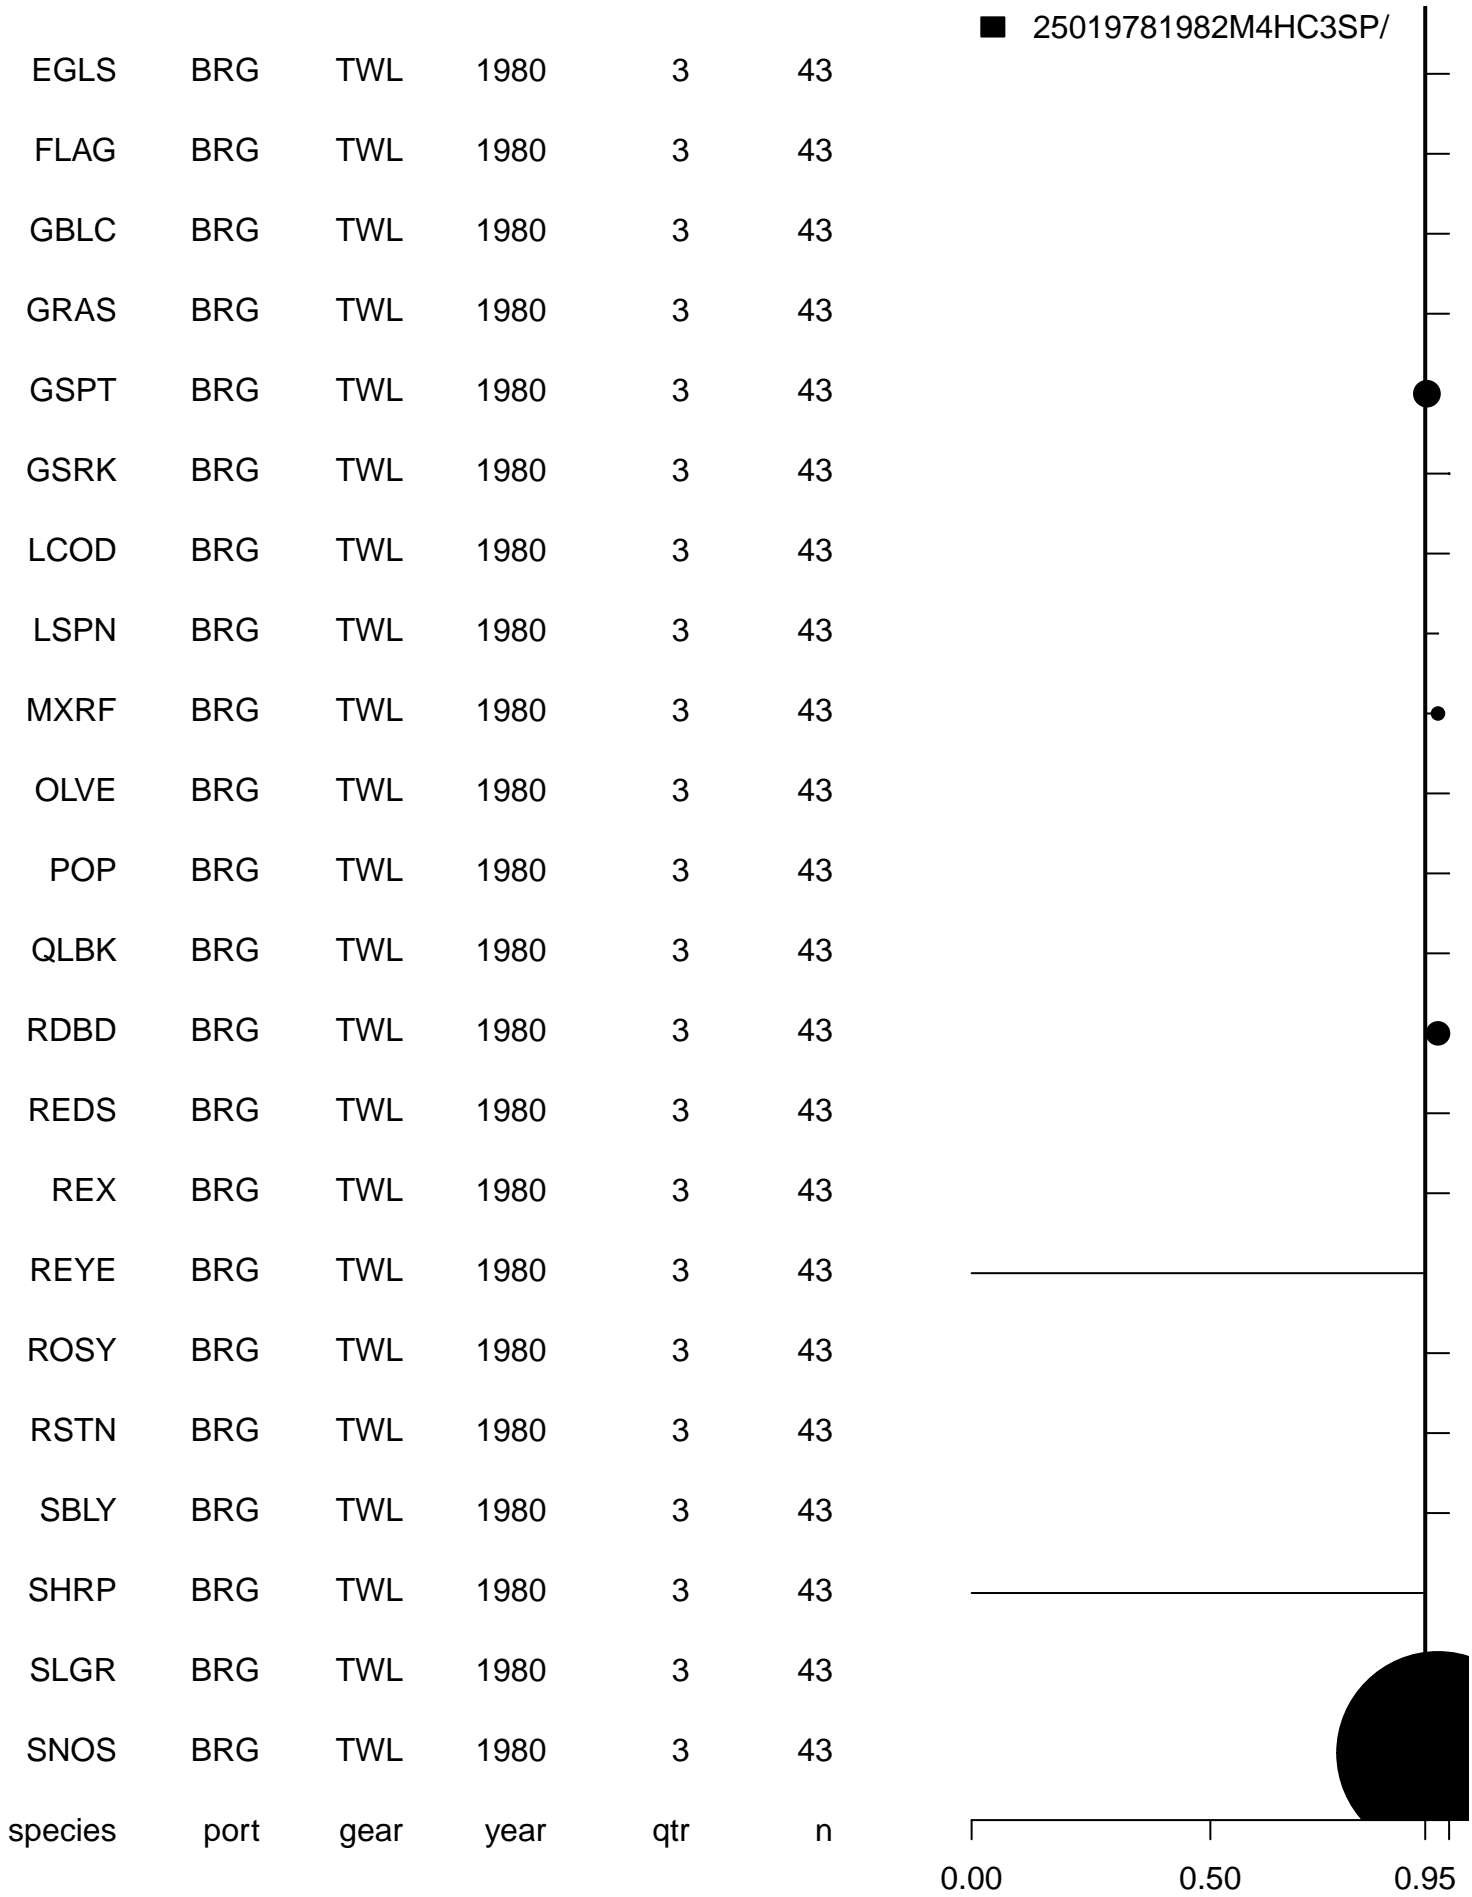 25019781982M4HC3SP/
EGLS BRG TWL 1980 3 43
FLAG BRG TWL 1980 3 43
GBLC BRG TWL 1980 3 43
GRAS BRG TWL 1980 3 43
GSPT BRG TWL 1980 3 43
GSRK BRG TWL 1980 3 43
LCOD BRG TWL 1980 3 43
LSPN BRG TWL 1980 3 43
MXRF BRG TWL 1980 3 43
OLVE BRG TWL 1980 3 43
POP BRG TWL 1980 3 43
QLBK BRG TWL 1980 3 43
RDBD BRG TWL 1980 3 43
REDS BRG TWL 1980 3 43
REX BRG TWL 1980 3 43
REYE BRG TWL 1980 3 43
ROSY BRG TWL 1980 3 43
RSTN BRG TWL 1980 3 43
SBLY BRG TWL 1980 3 43
SHRP BRG TWL 1980 3 43
SLGR BRG TWL 1980 3 43
SNOS BRG TWL 1980 3 43
species port gear year qtr n
0.00 0.50 0.95